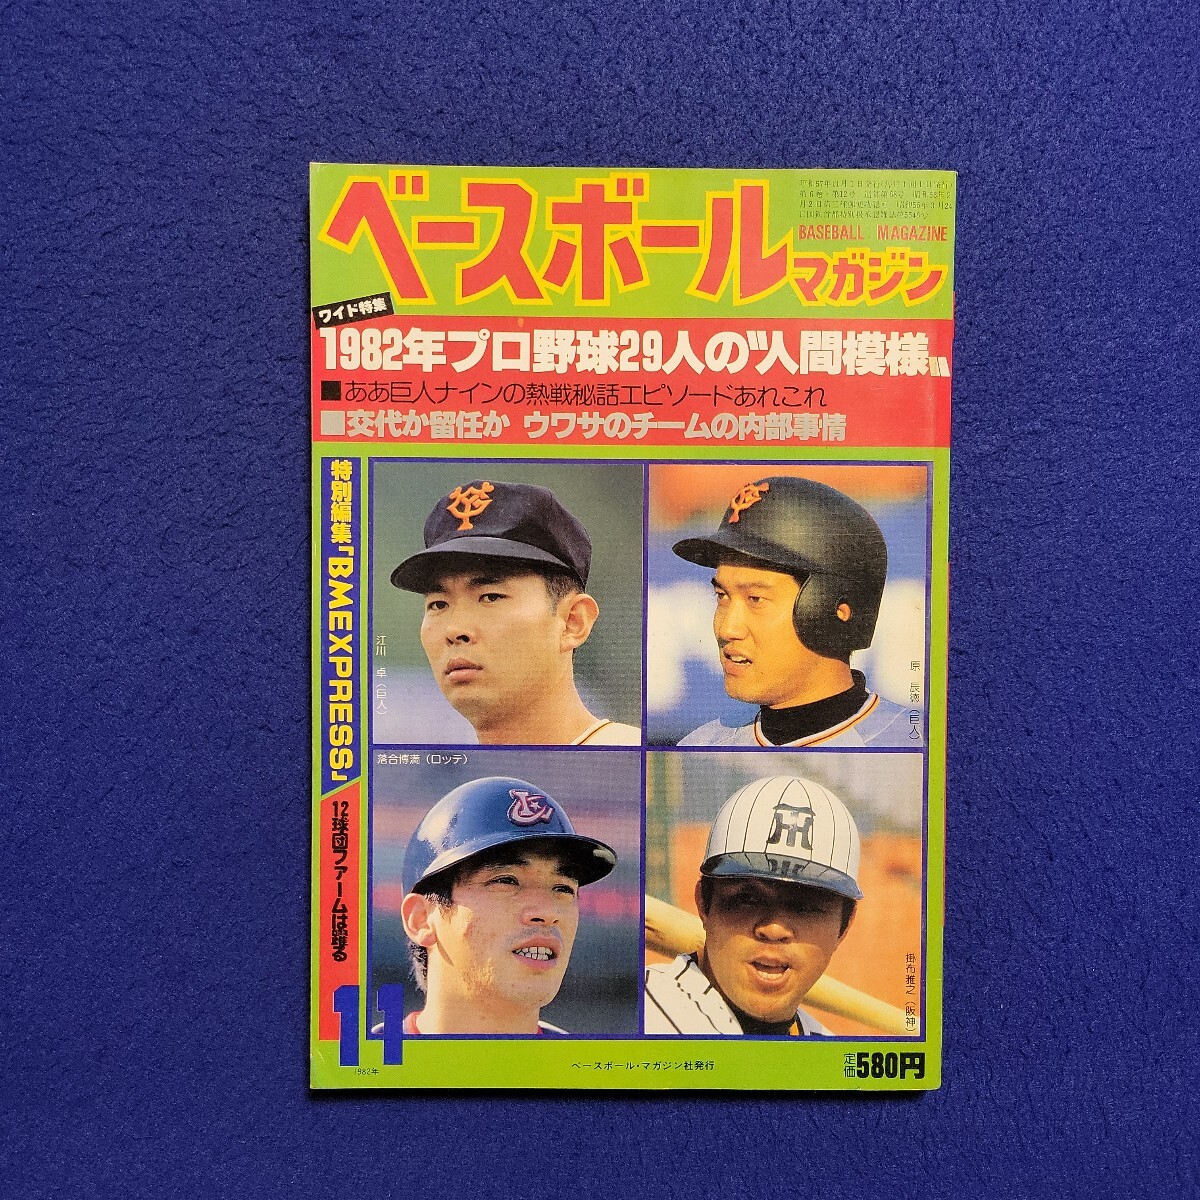 ベースボール
マガジン
BASEBALL MAGAZINE
ワイド特集
1982年プロ野球29人の"人間模様"
■ああ巨人ナインの熱戦秘話エピソードあれこれ
■交代か留任か ウワサのチームの内部事情
特別編集「BMEXPRESS」
12球団ファームは蹴る
江川 卓（巨人）
原 辰徳（巨人）
落合博満（ロッテ）
掛布雅之（阪神）
11
1982年
ベースボール・マガジン社発行
定価580円